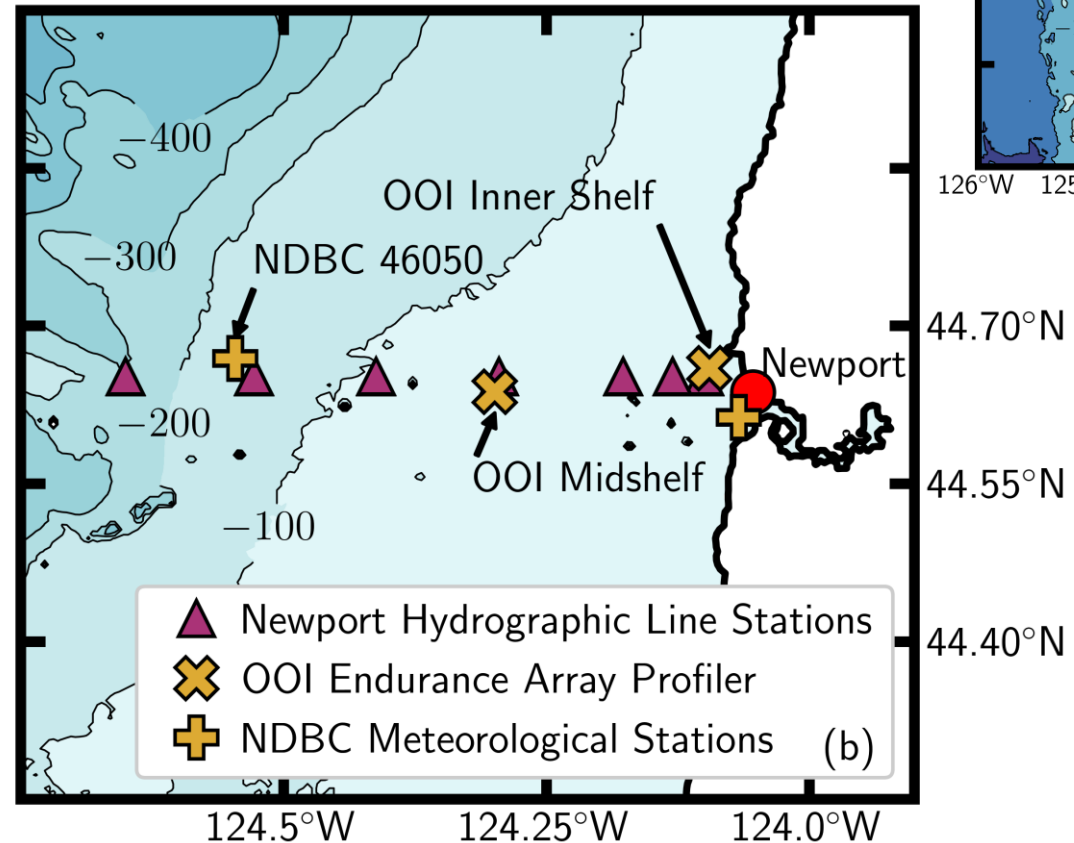 −400
OOI Inner Shelf
126°W
−300
NDBC 46050
44.70°N
Newport
−200
OOI Midshelf
44.55°N
−100
Newport Hydrographic Line Stations
44.40°N
OOI Endurance Array Profiler
NDBC Meteorological Stations
(b)
124.5°W
124.25°W
124.0°W